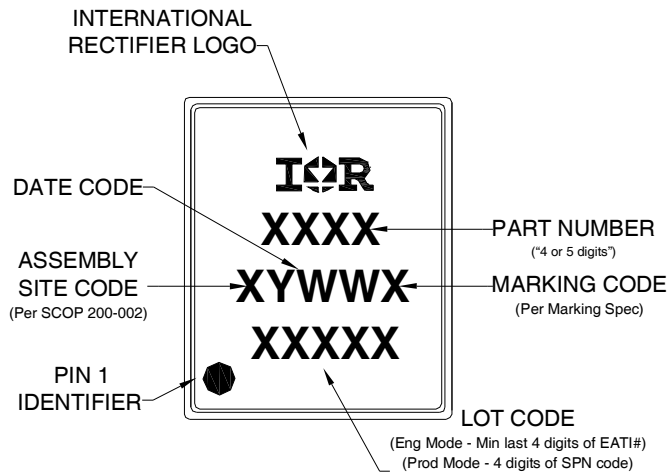 INTERNATIONAL
RECTIFIER LOGO
IOR
DATE CODE
XXXX
PART NUMBER
(“4 or 5 digits”)
ASSEMBLY
SITE CODE
(Per SCOP 200-002)
XYWWX
MARKING CODE
(Per Marking Spec)
XXXXX
PIN 1
IDENTIFIER
LOT CODE
(Eng Mode - Min last 4 digits of EATI#)
(Prod Mode - 4 digits of SPN code)